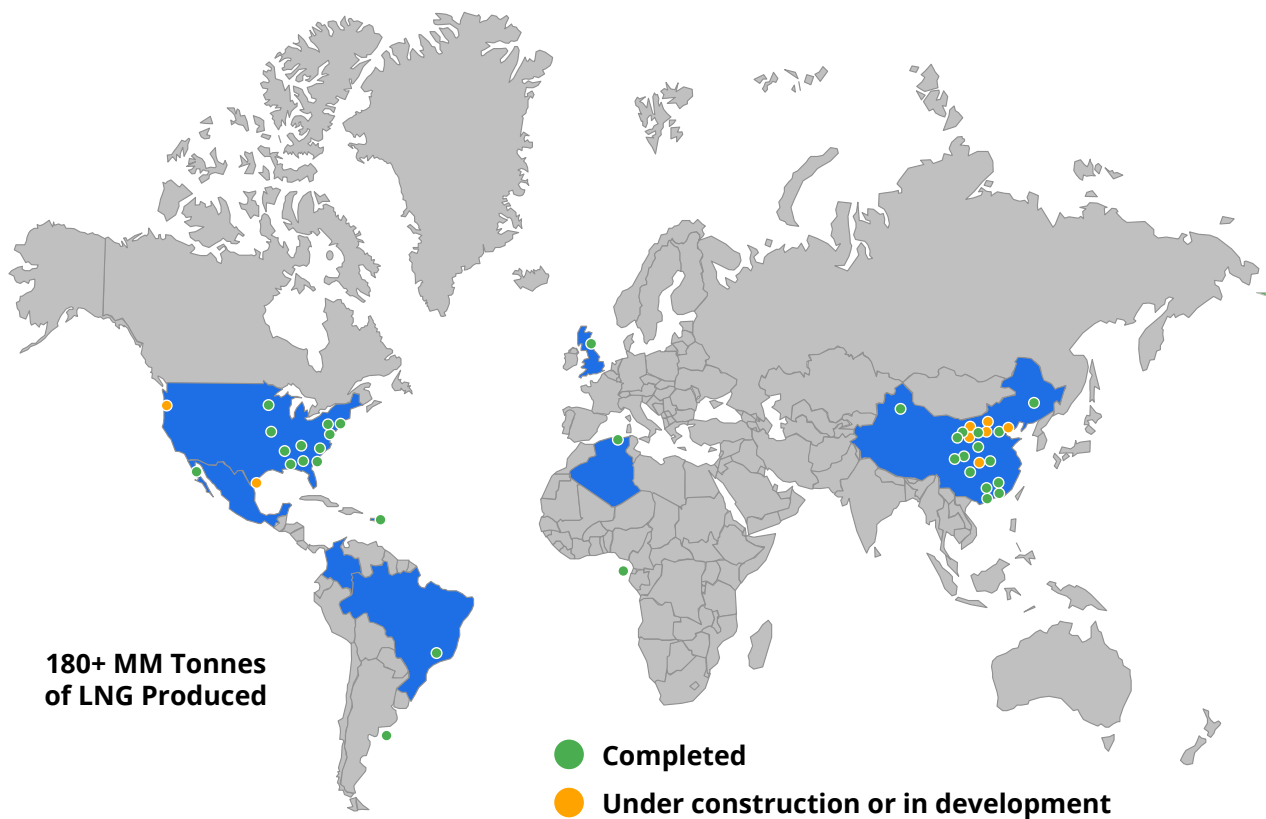 180+ MM Tonnes
of LNG Produced
Completed
Under construction or in development